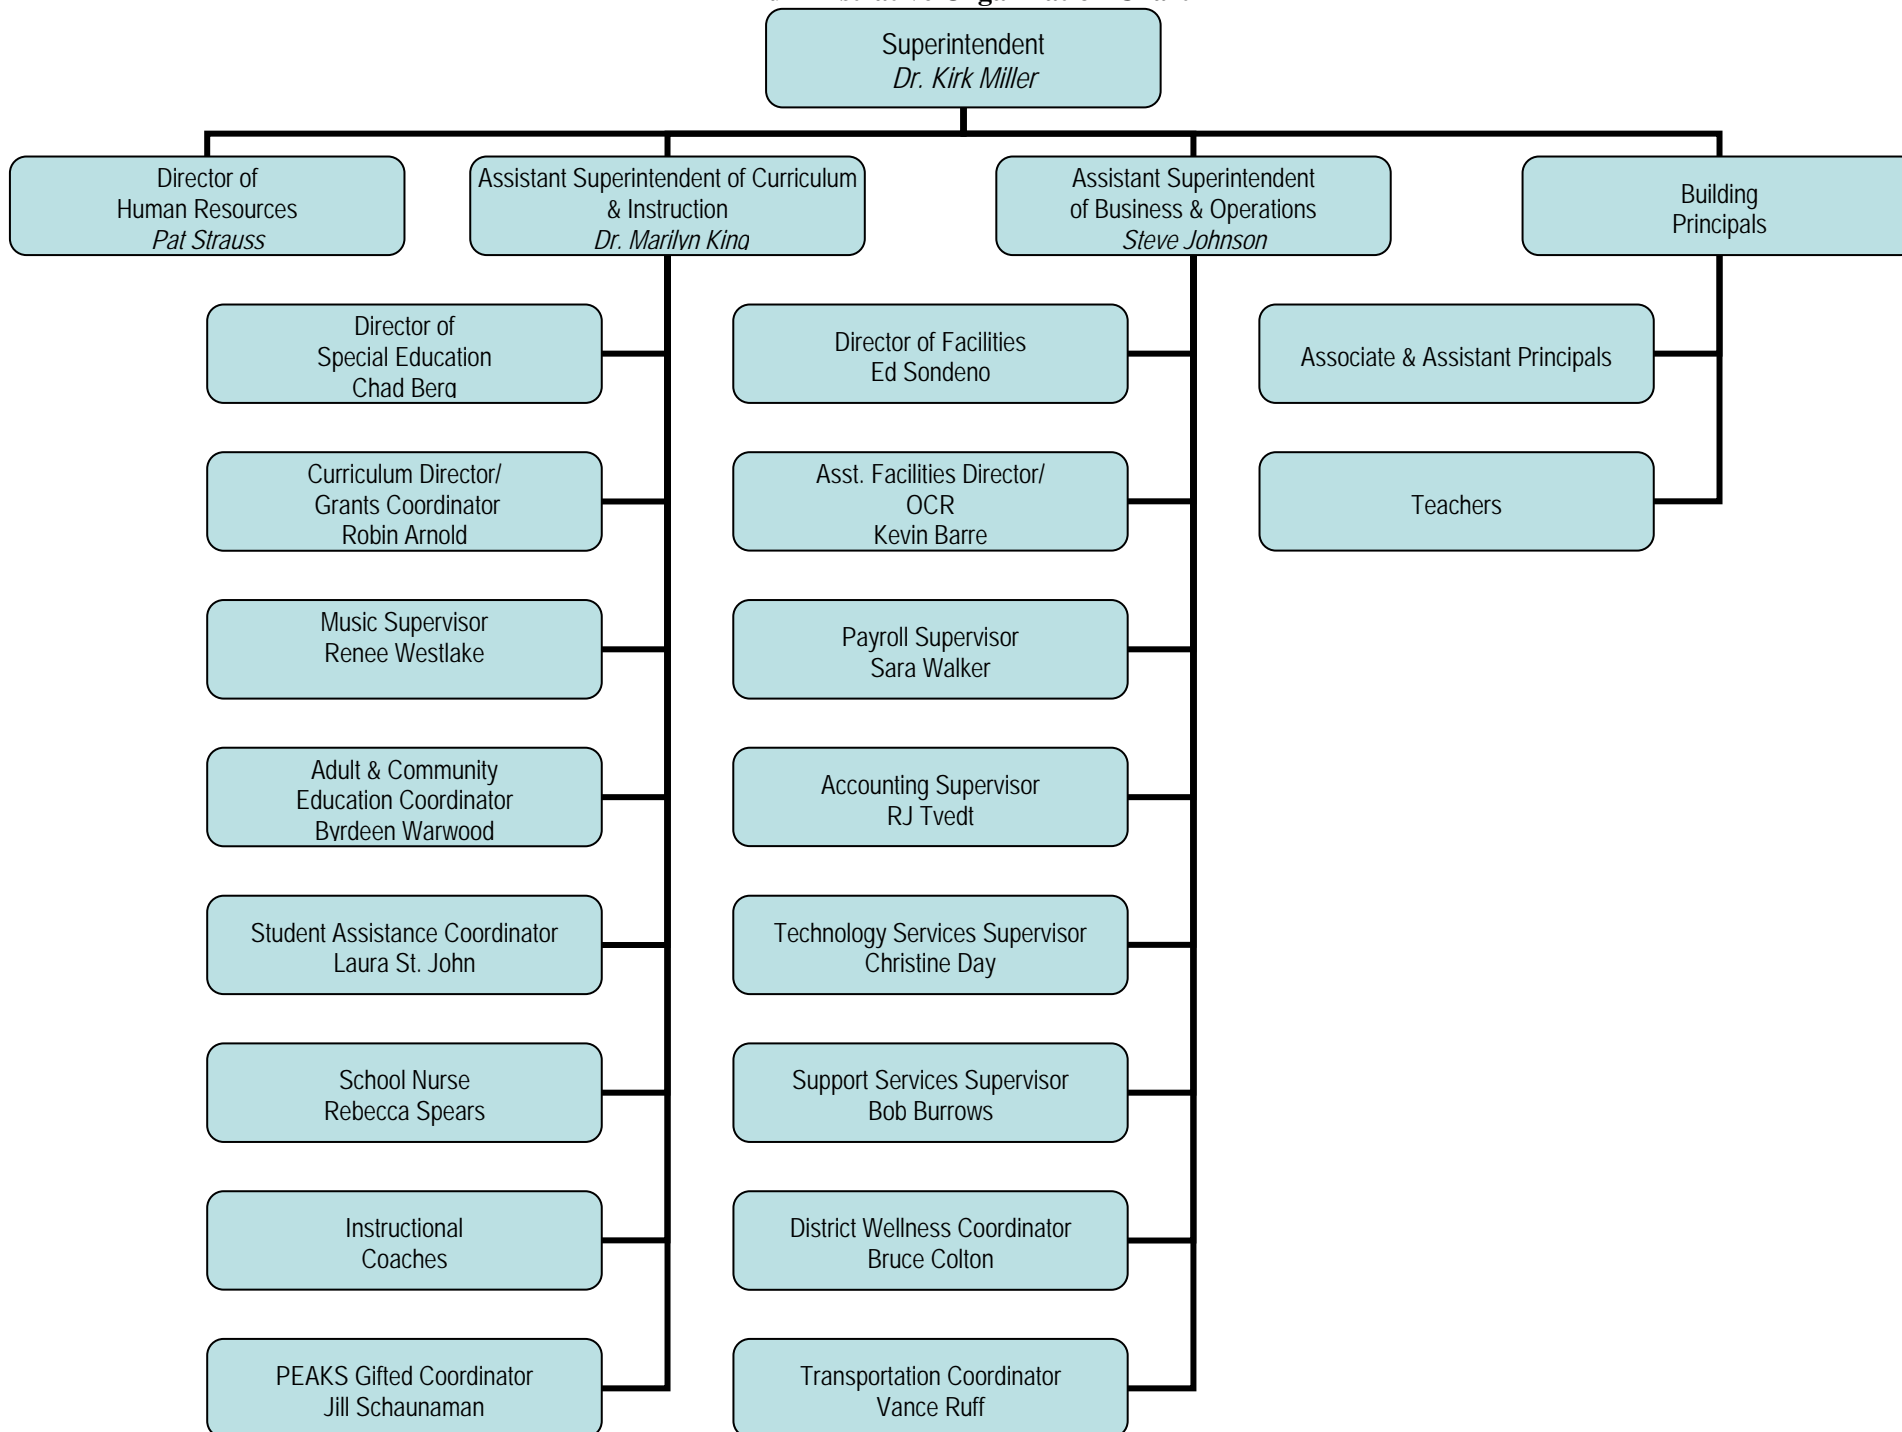 Superintendent
Dr. Kirk Miller
Director of
Human Resources
Pat Strauss
Assistant Superintendent of Curriculum
& Instruction
Dr. Marilyn King
Assistant Superintendent
of Business & Operations
Steve Johnson
Building
Principals
Director of
Special Education
Chad Berg
Director of Facilities
Ed Sondeno
Associate & Assistant Principals
Curriculum Director/
Grants Coordinator
Robin Arnold
Asst. Facilities Director/
OCR
Kevin Barre
Teachers
Music Supervisor
Renee Westlake
Payroll Supervisor
Sara Walker
Adult & Community
Education Coordinator
Byrdeen Warwood
Accounting Supervisor
RJ Tvedt
Student Assistance Coordinator
Laura St. John
Technology Services Supervisor
Christine Day
School Nurse
Rebecca Spears
Support Services Supervisor
Bob Burrows
Instructional
Coaches
District Wellness Coordinator
Bruce Colton
PEAKS Gifted Coordinator
Jill Schaunaman
Transportation Coordinator
Vance Ruff